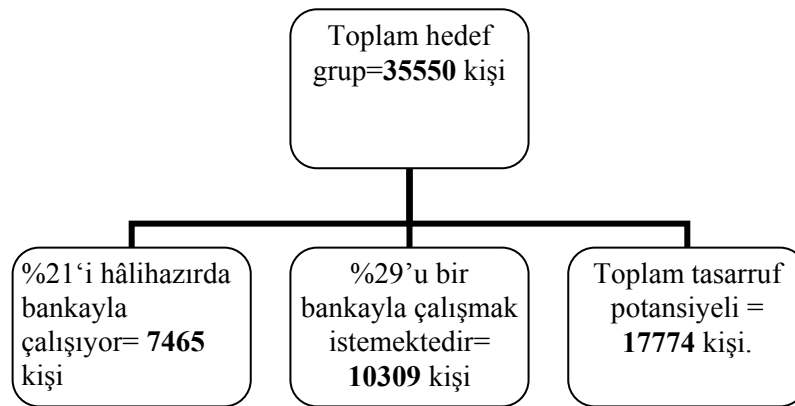 Toplam hedef
grup=35550 kişi
%21‘i hâlihazırda
bankayla
çalışıyor= 7465
kişi
%29’u bir
bankayla çalışmak
istemektedir=
10309 kişi
Toplam tasarruf
potansiyeli =
17774 kişi.